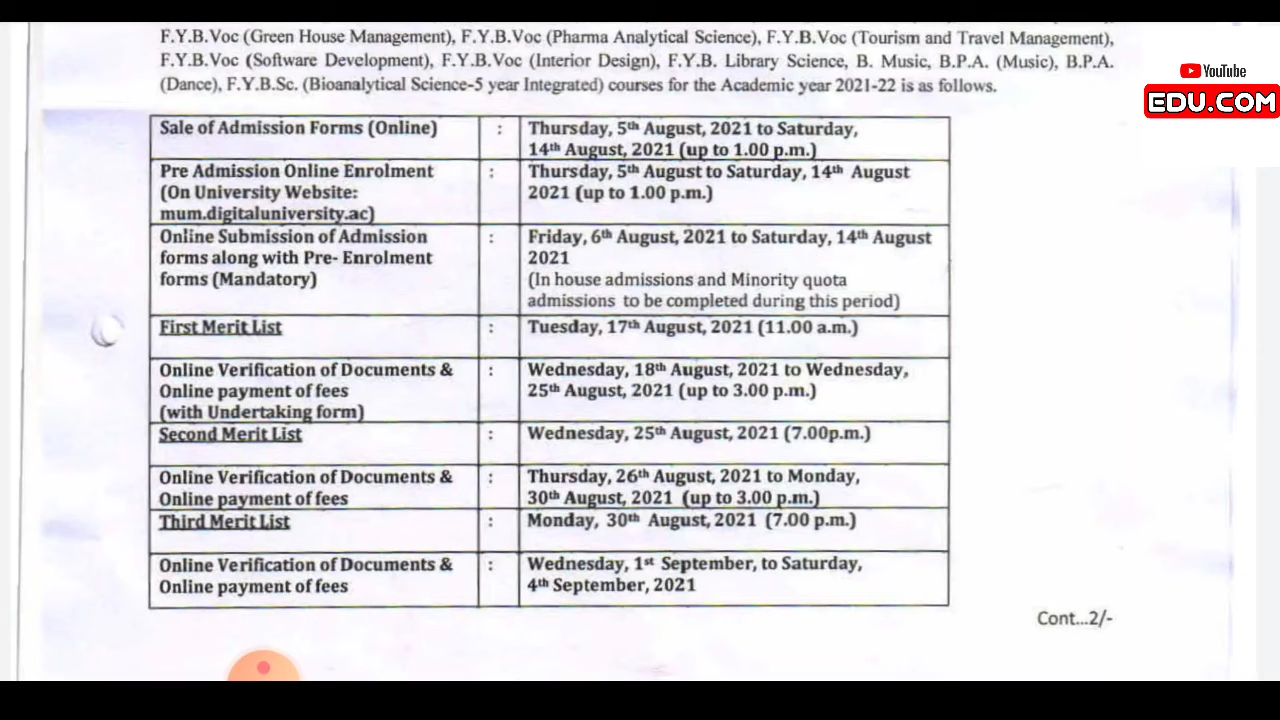 F.Y.B.Voc (Green House Management), F.Y.B.Voc (Pharma Analytical Science), F.Y.B.Voc (Tourism and Travel Management),
F.Y.B.Voc (Software Development), F.Y.B.Voc (Interior Design), F.Y.B. Library Science, B. Music, B.P.A. (Music), B.P.A.
(Dance), F.Y.B.Sc. (Bioanalytical Science-5 year Integrated) courses for the Academic year 2021-22 is as follows.
YouTube
EDU.COM
Sale of Admission Forms (Online) : Thursday, 5th August, 2021 to Saturday,
14th August, 2021 (up to 1.00 p.m.)
Pre Admission Online Enrolment : Thursday, 5th August to Saturday, 14th August
(On University Website: 2021 (up to 1.00 p.m.)
mum.digitaluniversity.ac)
Online Submission of Admission : Friday, 6th August, 2021 to Saturday, 14th August
forms along with Pre- Enrolment 2021
forms (Mandatory) (In house admissions and Minority quota
admissions to be completed during this period)
First Merit List : Tuesday, 17th August, 2021 (11.00 a.m.)
Online Verification of Documents & : Wednesday, 18th August, 2021 to Wednesday,
Online payment of fees 25th August, 2021 (up to 3.00 p.m.)
(with Undertaking form)
Second Merit List : Wednesday, 25th August, 2021 (7.00p.m.)
Online Verification of Documents & : Thursday, 26th August, 2021 to Monday,
Online payment of fees 30th August, 2021 (up to 3.00 p.m.)
Third Merit List : Monday, 30th August, 2021 (7.00 p.m.)
Online Verification of Documents & : Wednesday, 1st September, to Saturday,
Online payment of fees 4th September, 2021
Cont...2/-